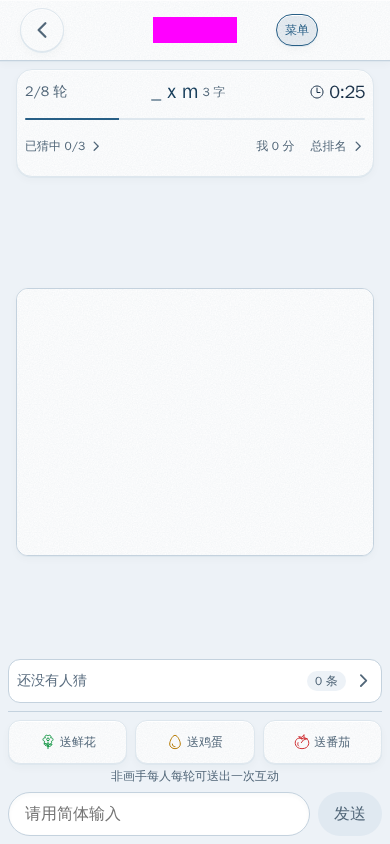 菜单
2/8 轮
_ x m 3 字
0:25
已猜中 0/3
我 0 分
总排名
还没有人猜
0 条
送鲜花
送鸡蛋
送番茄
非画手每人每轮可送出一次互动
请用简体输入
发送